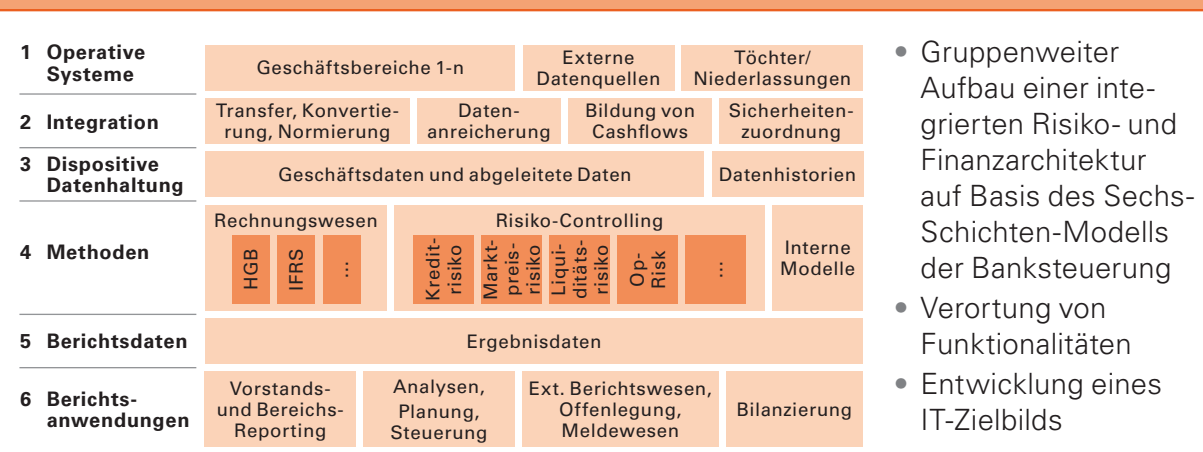 1 Operative
Systeme
Geschäftsbereiche 1-n
Externe
Datenquellen
Töchter/
Niederlassungen
2 Integration
Transfer, Konvertie-
rung, Normierung
Daten-
anreicherung
Bildung von
Cashflows
Sicherheiten-
zuordnung
3 Dispositive
Datenhaltung
Geschäftsdaten und abgeleitete Daten
Datenhistorien
4 Methoden
Rechnungswesen
HGB
IFRS
...
Risiko-Controlling
Kredit-
risiko
Markt-
preis-
risiko
Liqui-
ditäts-
risiko
Op-
Risk
...
Interne
Modelle
5 Berichtsdaten
Ergebnisdaten
6 Berichts-
anwendungen
Vorstands-
und Bereichs-
Reporting
Analysen,
Planung,
Steuerung
Ext. Berichtswesen,
Offenlegung,
Meldewesen
Bilanzierung
• Gruppenweiter
Aufbau einer inte-
grierten Risiko- und
Finanzarchitektur
auf Basis des Sechs-
Schichten-Modells
der Banksteuerung
• Verortung von
Funktionalitäten
• Entwicklung eines
IT-Zielbilds